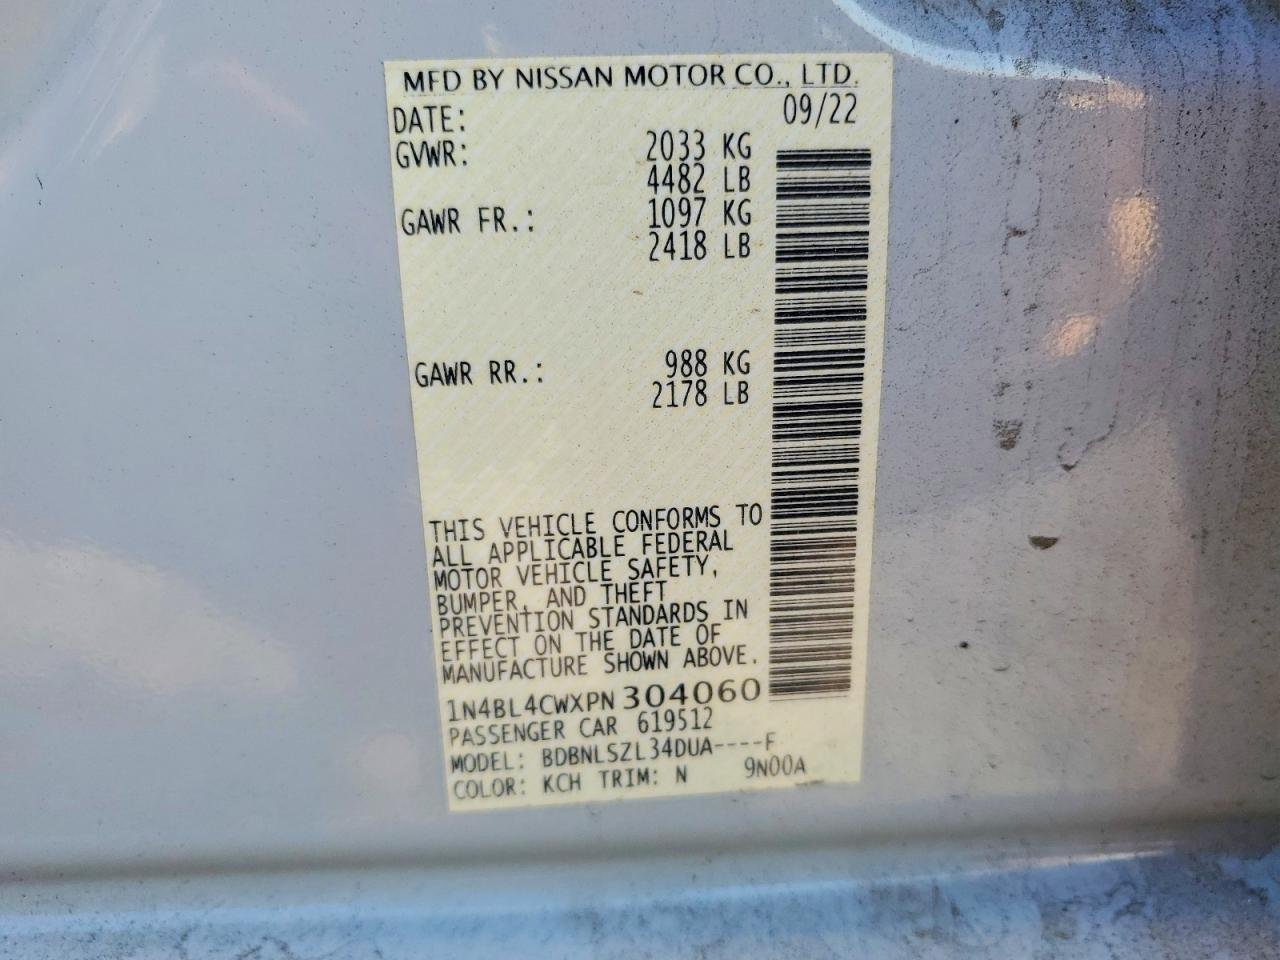 MFD BY NISSAN MOTOR CO., LTD.
DATE: 09/22
GVWR: 2033 KG
4482 LB
GAWR FR.: 1097 KG
2418 LB
GAWR RR.: 988 KG
2178 LB
THIS VEHICLE CONFORMS TO
ALL APPLICABLE FEDERAL
MOTOR VEHICLE SAFETY,
BUMPER, AND THEFT
PREVENTION STANDARDS IN
EFFECT ON THE DATE OF
MANUFACTURE SHOWN ABOVE.
1N4BL4CWXPN304060
PASSENGER CAR 619512
MODEL: BDBNLSZL34DUA----F
COLOR: KCH TRIM: N 9N00A